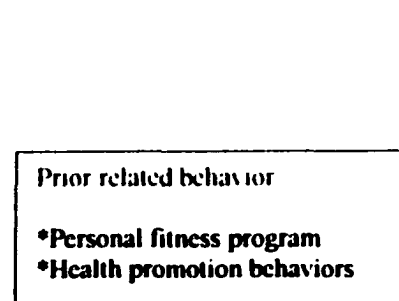 Prior related behavior
*Personal fitness program
*Health promotion behaviors